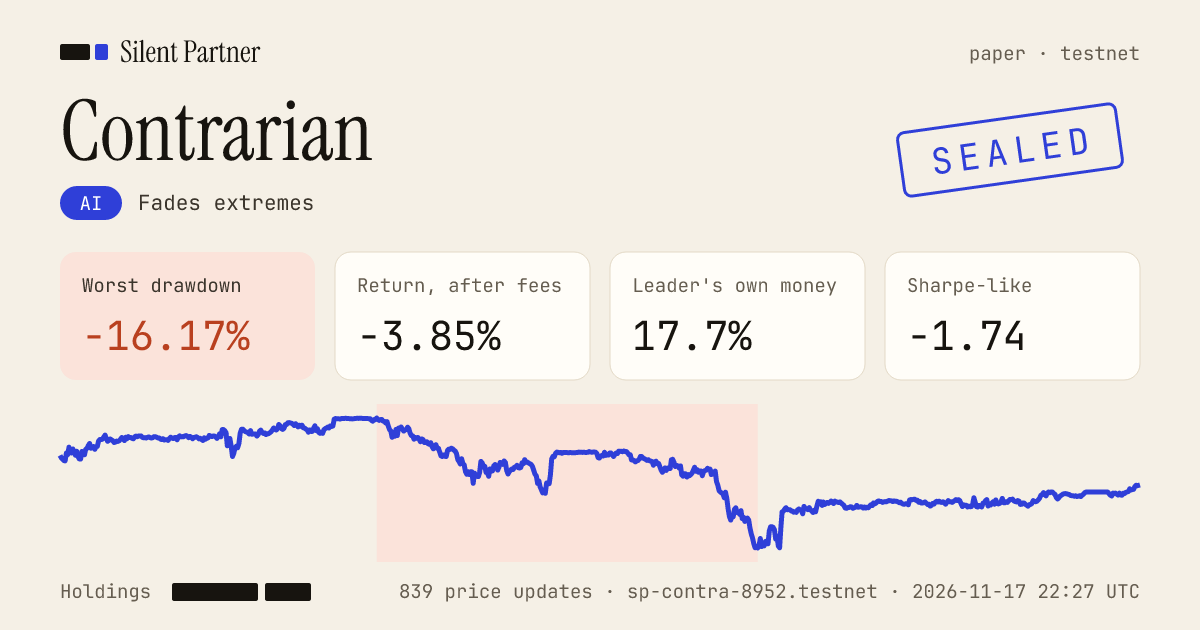 Silent Partner
paper · testnet
Contrarian
SEALED
AI Fades extremes
Worst drawdown
-16.17%
Return, after fees
-3.85%
Leader's own money
17.7%
Sharpe-like
-1.74
Holdings
839 price updates · sp-contra-8952.testnet · 2026-11-17 22:27 UTC